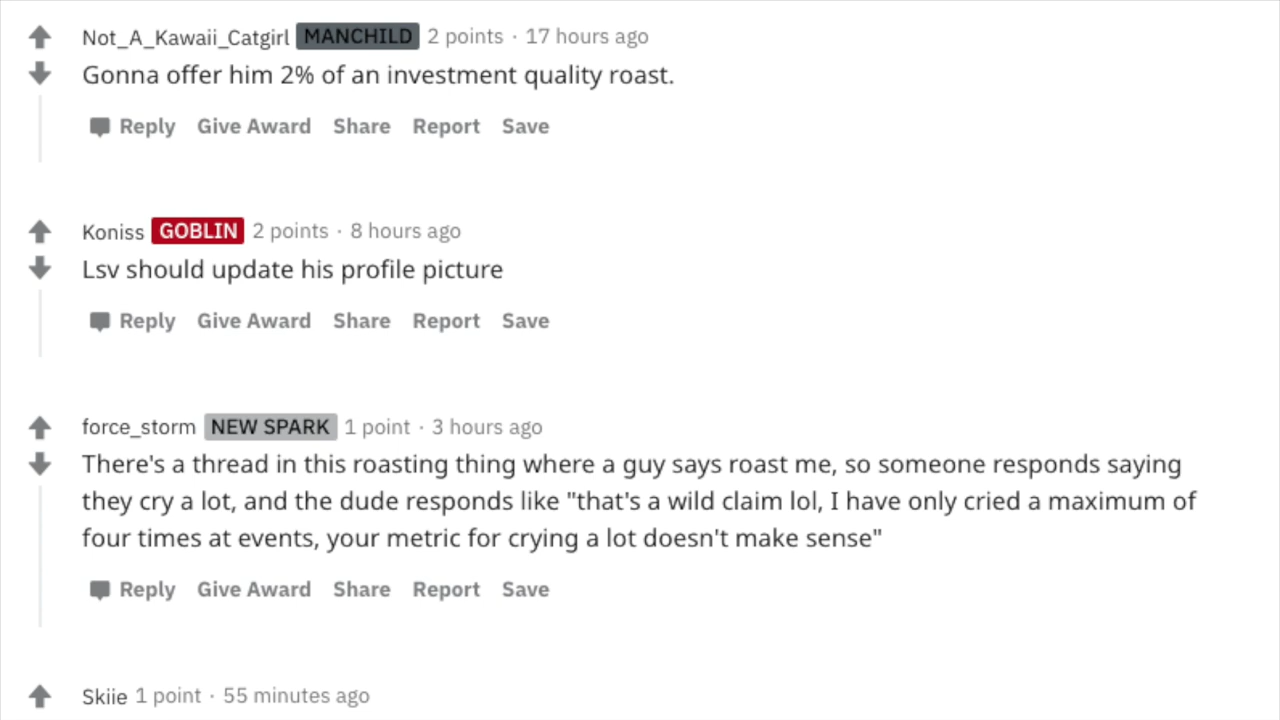 Not_A_Kawaii_Catgirl MANCHILD 2 points · 17 hours ago
Gonna offer him 2% of an investment quality roast.
Reply Give Award Share Report Save
Koniss GOBLIN 2 points · 8 hours ago
Lsv should update his profile picture
Reply Give Award Share Report Save
force_storm NEW SPARK 1 point · 3 hours ago
There's a thread in this roasting thing where a guy says roast me, so someone responds saying
they cry a lot, and the dude responds like "that's a wild claim lol, I have only cried a maximum of
four times at events, your metric for crying a lot doesn't make sense"
Reply Give Award Share Report Save
Skiie 1 point · 55 minutes ago